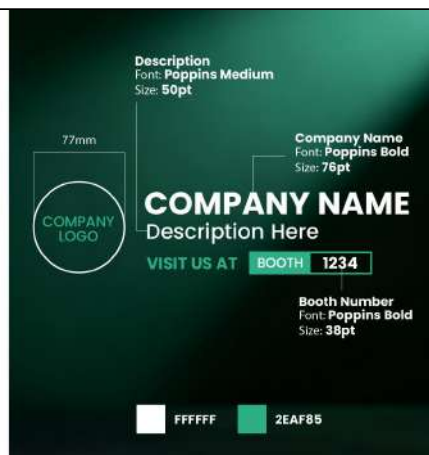 Description
Font: Poppins Medium
Size: 50pt
77mm
Company Name
Font: Poppins Bold
Size: 76pt
COMPANY
LOGO
COMPANY NAME
Description Here
VISIT US AT BOOTH 1234
Booth Number
Font: Poppins Bold
Size: 38pt
FFFFFF 2EAF85